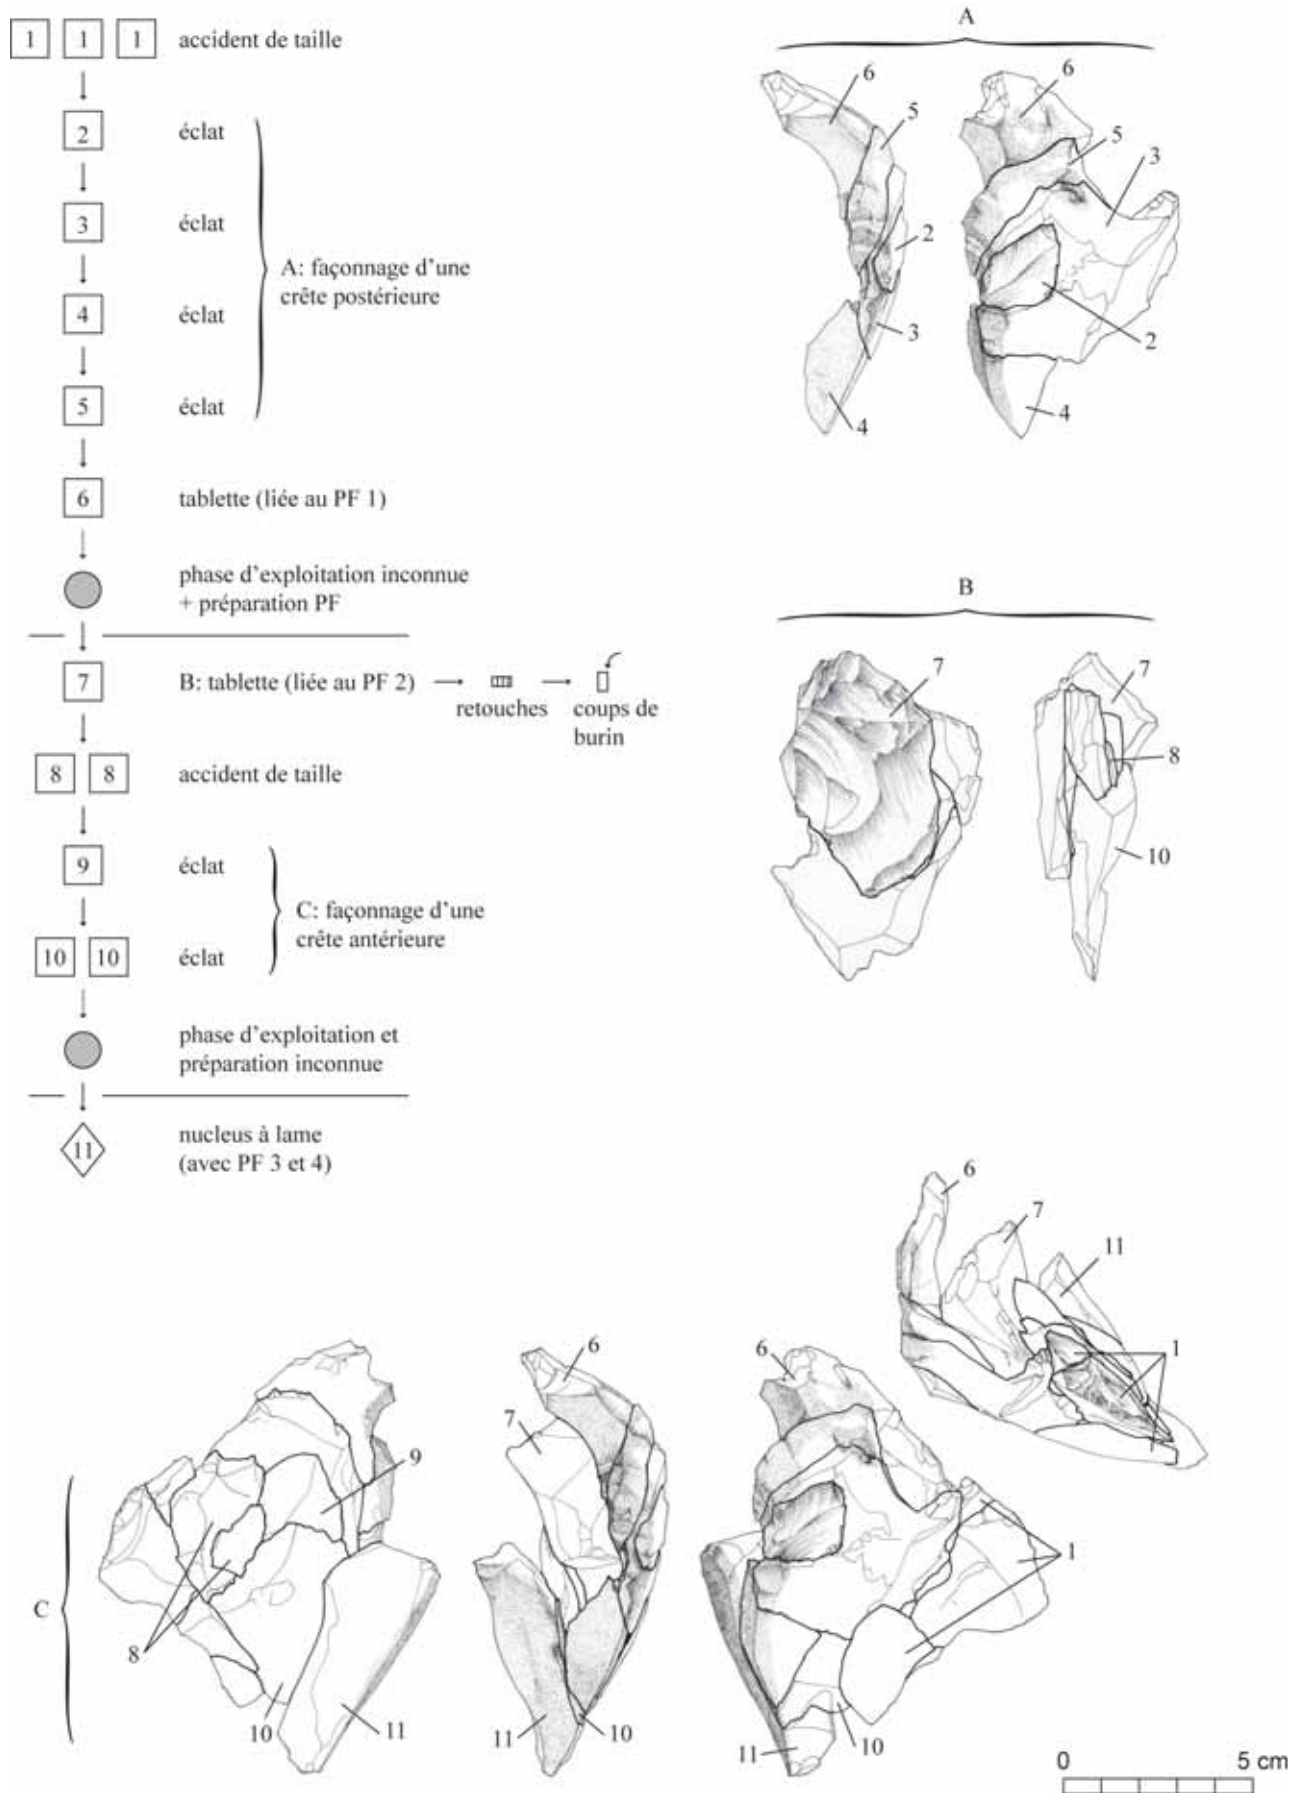 1 1 1 accident de taille
2 éclat
3 éclat
A: façonnage d'une
crête postérieure
4 éclat
5 éclat
6 tablette (liée au PF 1)
phase d'exploitation inconnue
+ préparation PF
7 B: tablette (liée au PF 2)
retouches
coups de
burin
8 8 accident de taille
9 éclat
C: façonnage d'une
crête antérieure
10 10 éclat
phase d'exploitation et
préparation inconnue
11 nucleus à lame
(avec PF 3 et 4)
A
6
5
2
3
4
6
5
3
2
4
B
7
7
8
10
6
7
11
1
C
9
8
10
11
6
7
11
10
6
1
11
10
0 5 cm